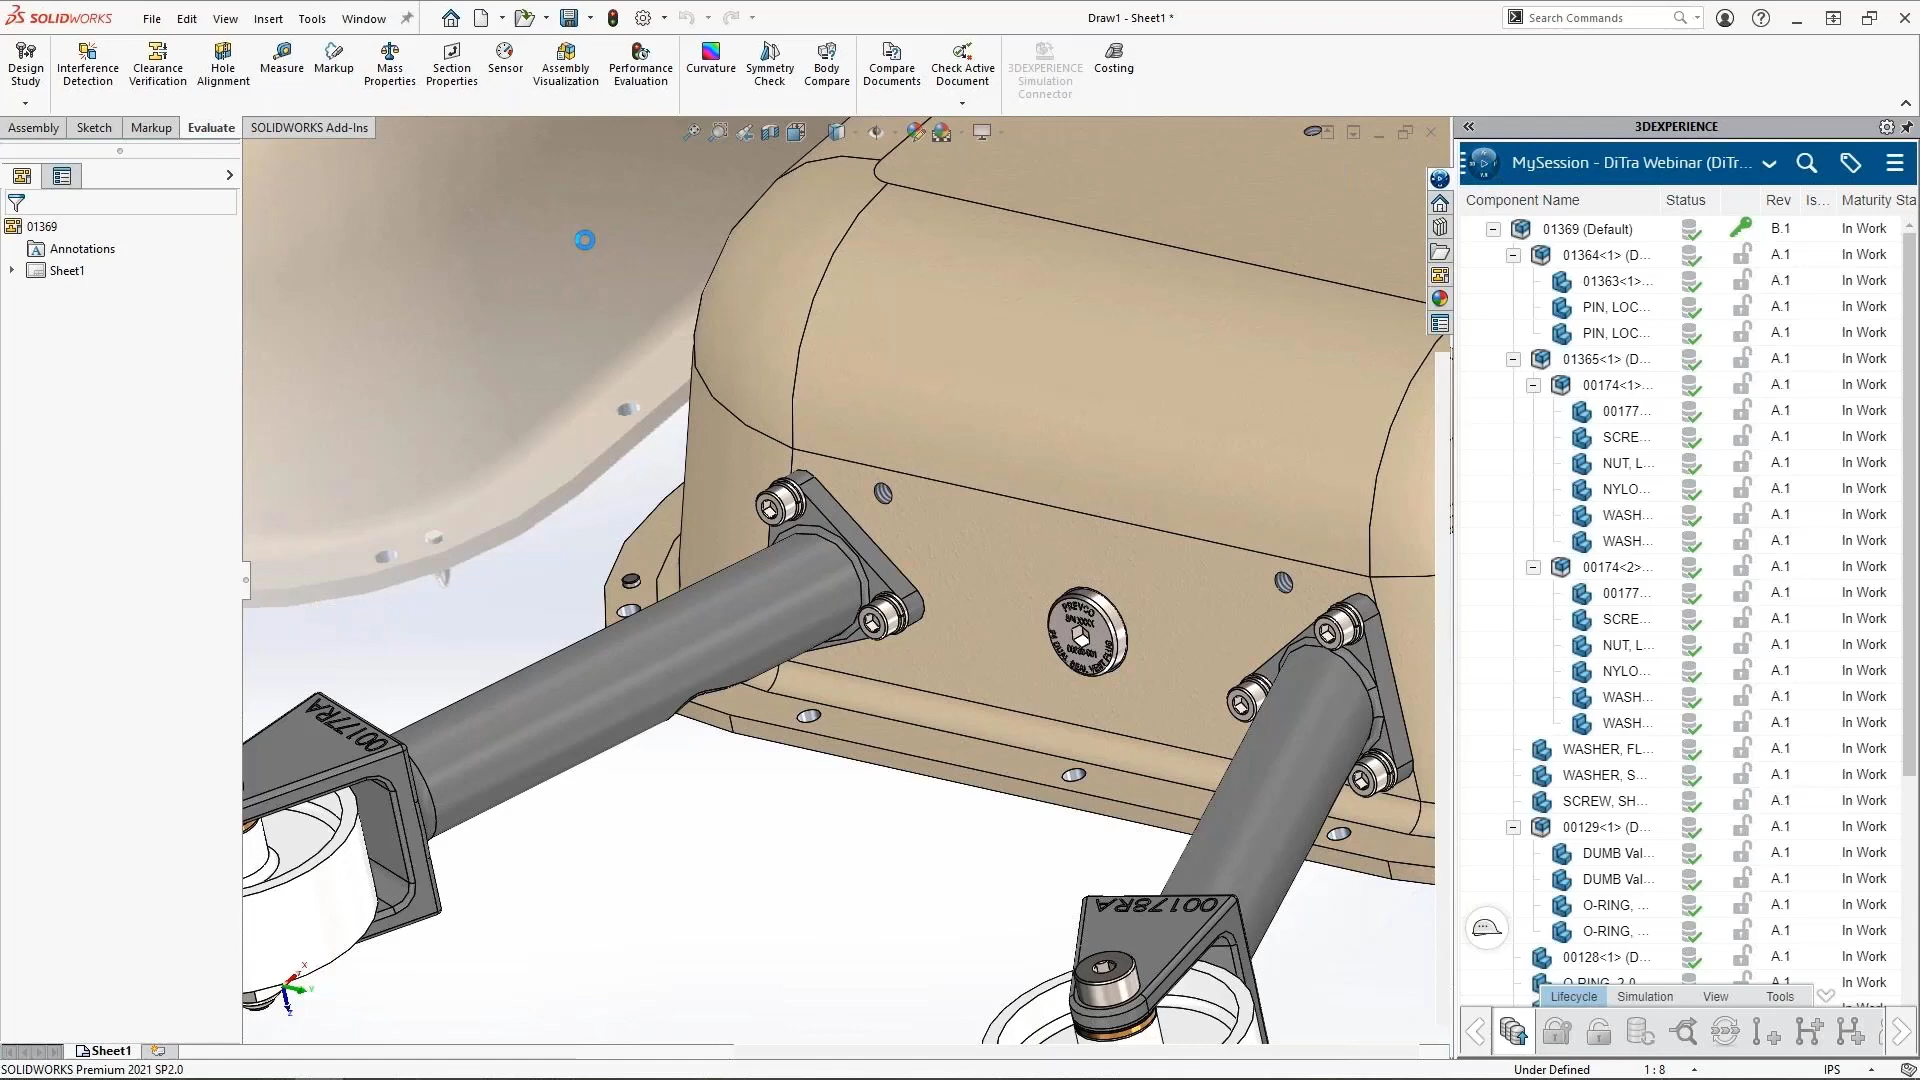 SOLIDWORKS File Edit View Insert Tools Window Draw1 - Sheet1 * Search Commands
Design Study
Interference Detection
Clearance Verification
Hole Alignment
Measure
Markup
Mass Properties
Section Properties
Sensor
Assembly Visualization
Performance Evaluation
Curvature
Symmetry Check
Body Compare
Compare Documents
Check Active Document
3DEXPERIENCE Simulation Connector
Costing
Assembly Sketch Markup Evaluate SOLIDWORKS Add-Ins
01369
Annotations
Sheet1
00177RA
00178RA
PREVCO
3DEXPERIENCE
MySession - DiTra Webinar (DiTr...
Component Name Status Rev Is... Maturity Sta
01369 (Default) B.1 In Work
01364<1> (D... A.1 In Work
01363<1>... A.1 In Work
PIN, LOC... A.1 In Work
PIN, LOC... A.1 In Work
01365<1> (D... A.1 In Work
00174<1>... A.1 In Work
00177... A.1 In Work
SCRE... A.1 In Work
NUT, L... A.1 In Work
NYLO... A.1 In Work
WASH... A.1 In Work
WASH... A.1 In Work
00174<2>... A.1 In Work
00177... A.1 In Work
SCRE... A.1 In Work
NUT, L... A.1 In Work
NYLO... A.1 In Work
WASH... A.1 In Work
WASH... A.1 In Work
WASHER, FL... A.1 In Work
WASHER, S... A.1 In Work
SCREW, SH... A.1 In Work
00129<1> (D... A.1 In Work
DUMB Val... A.1 In Work
DUMB Val... A.1 In Work
O-RING, ... A.1 In Work
O-RING, ... A.1 In Work
00128<1> (D... A.1 In Work
A.1 In Work
Lifecycle Simulation View Tools
Sheet1
SOLIDWORKS Premium 2021 SP2.0 Under Defined 1 : 8 IPS